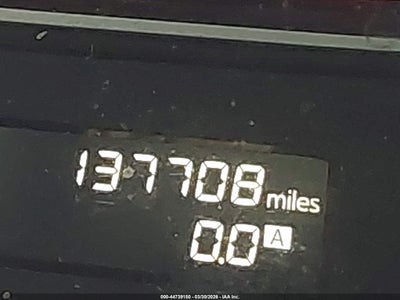 137708 miles
0.0 A
000-44739150 - 03/30/2026 - IAA Inc.